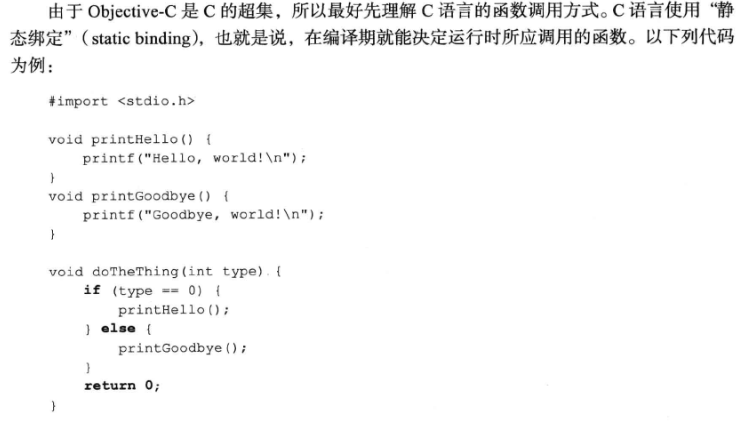 由于 Objective-C 是 C 的超集，所以最好先理解 C 语言的函数调用方式。C 语言使用“静
态绑定”（static binding），也就是说，在编译期就能决定运行时所应调用的函数。以下列代码
为例：
#import <stdio.h>
void printHello() {
    printf("Hello, world!\n");
}
void printGoodbye() {
    printf("Goodbye, world!\n");
}
void doTheThing(int type) {
    if (type == 0) {
        printHello();
    } else {
        printGoodbye();
    }
    return 0;
}